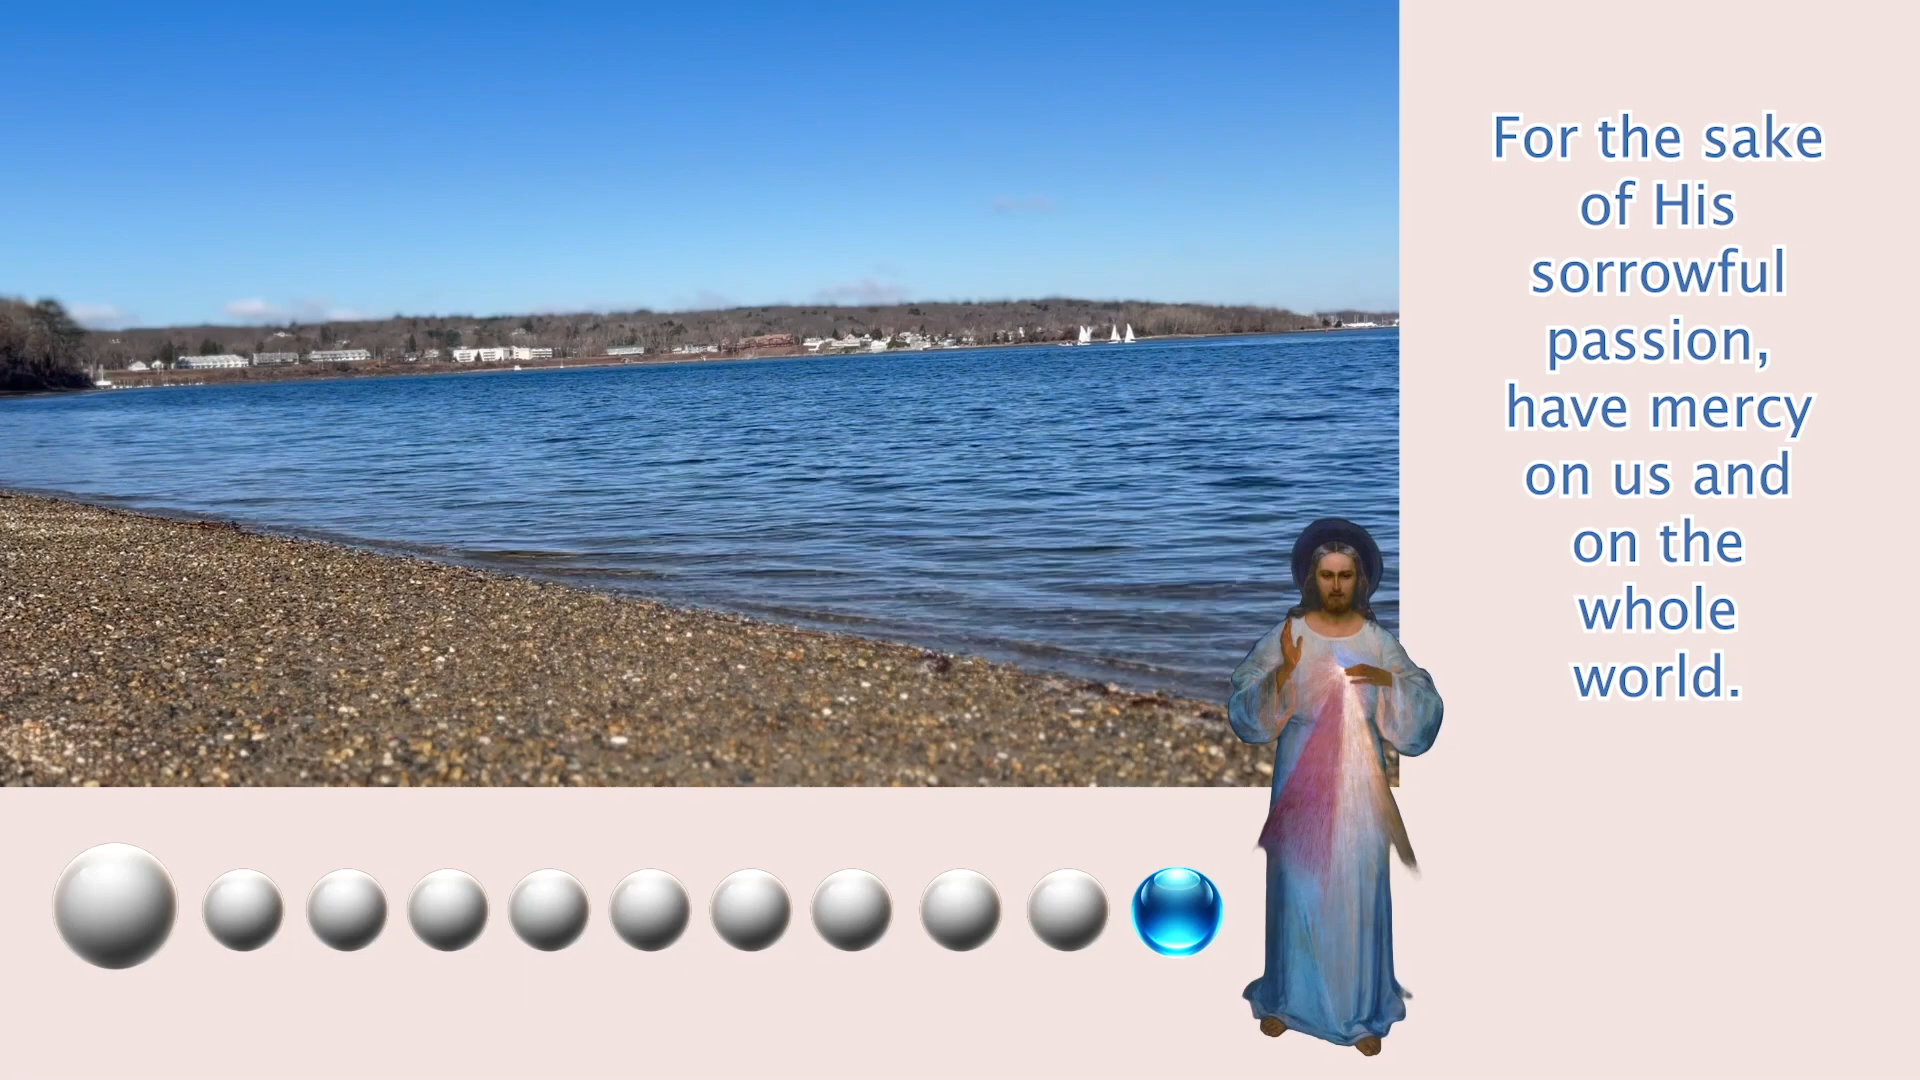 For the sake
of His
sorrowful
passion,
have mercy
on us and
on the
whole
world.